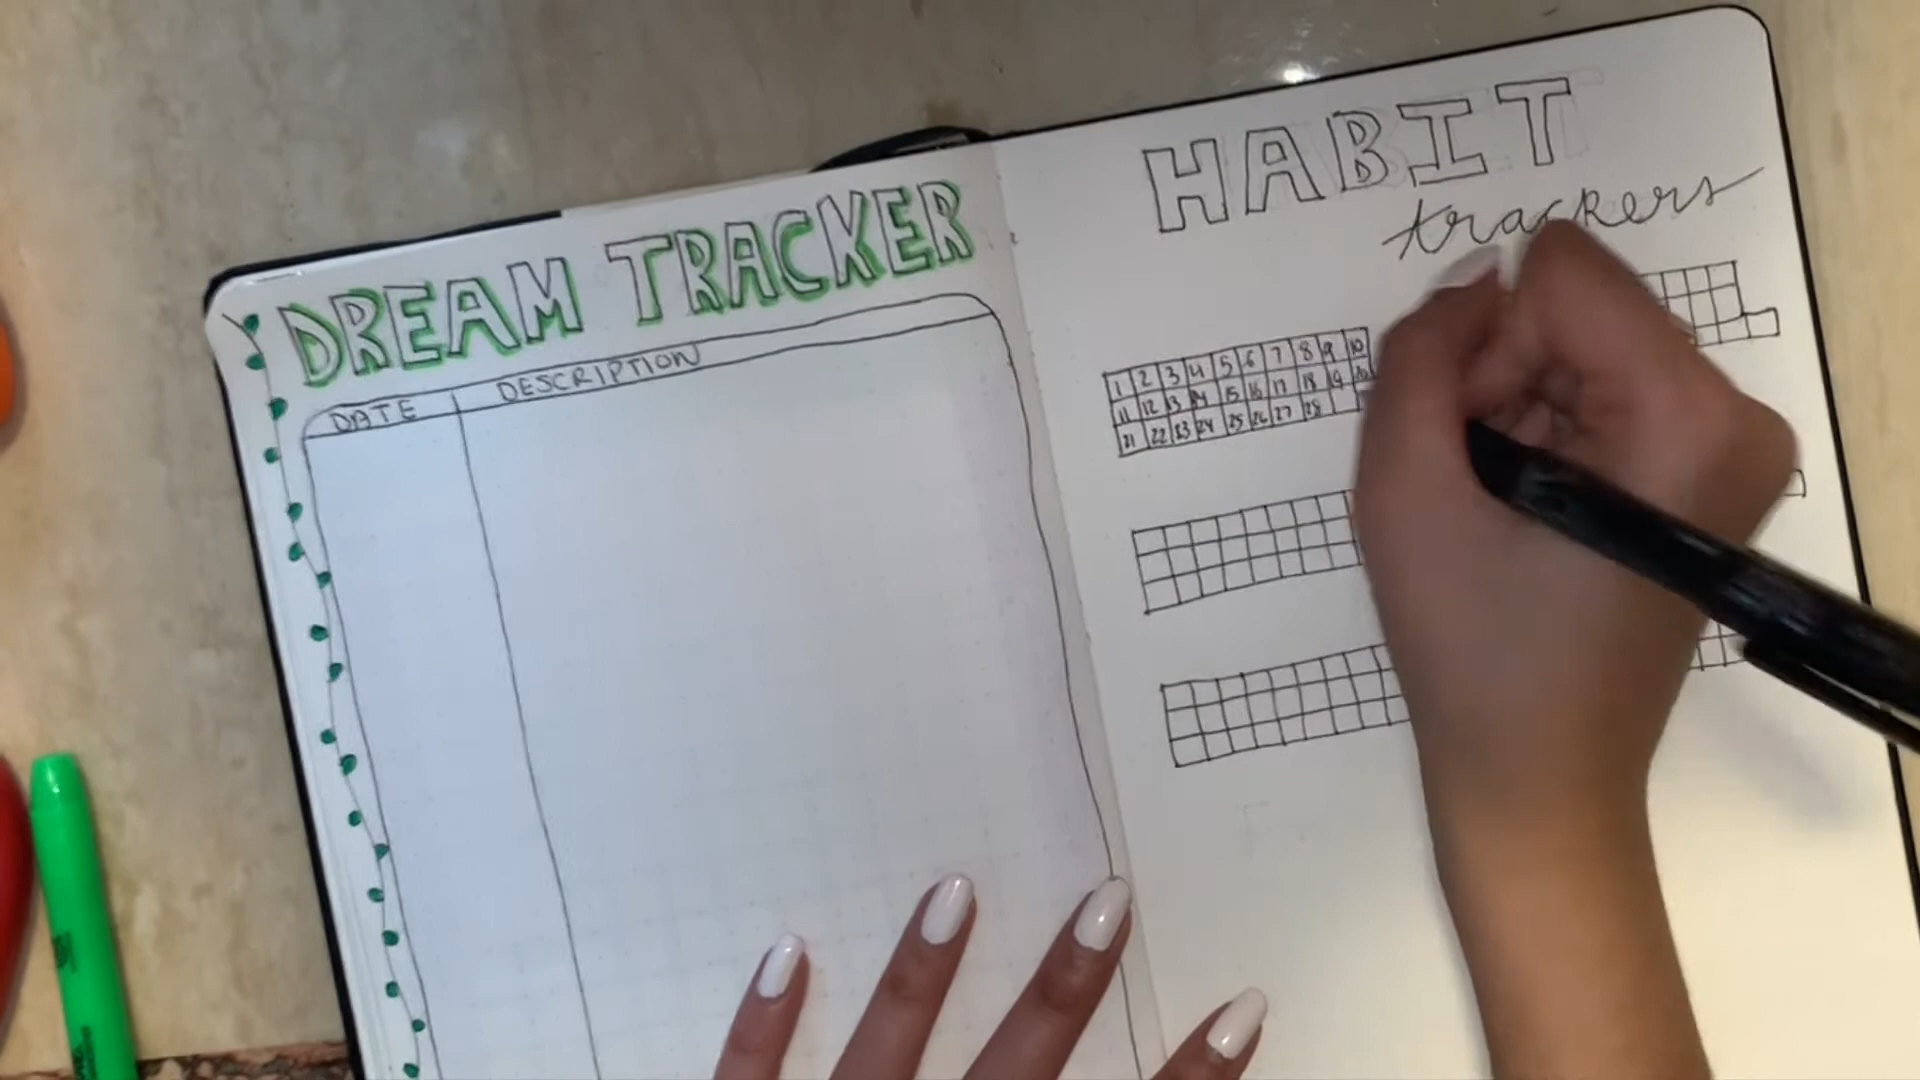 DREAM TRACKER
DATE DESCRIPTION
HABIT
trackers
1 2 3 4 5 6 7 8 9 10
11 12 13 14 15 16 17 18 19 20
21 22 23 24 25 26 27 28